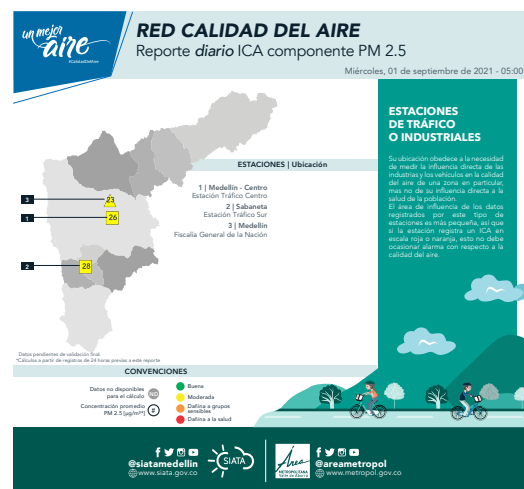 un mejor
aire
#CalidadDelAire
RED CALIDAD DEL AIRE
Reporte diario ICA componente PM 2.5
Miércoles, 01 de septiembre de 2021 - 05:00
ESTACIONES | Ubicación
1 | Medellín - Centro
Estación Tráfico Centro
2 | Sabaneta
Estación Tráfico Sur
3 | Medellín
Fiscalía General de la Nación
3
23
1
26
2
28
ESTACIONES
DE TRÁFICO
O INDUSTRIALES
Su ubicación obedece a la necesidad
de medir la influencia directa de las
industrias y los vehículos en la calidad
del aire de una zona en particular,
mas no de su influencia directa a la
salud de la población.
El área de influencia de los datos
registrados por este tipo de
estaciones es más pequeña, así que
si la estación registra un ICA en
escala roja o naranja, esto no debe
ocasionar alarma con respecto a la
calidad del aire.
Datos pendientes de validación final.
*Cálculos a partir de registros de 24 horas previas a este reporte
CONVENCIONES
Datos no disponibles
para el cálculo
ND
Concentración promedio
PM 2.5 (µg/m³*)
#
Buena
Moderada
Dañina a grupos
sensibles
Dañina a la salud
@siatamedellin
www.siata.gov.co
SIATA
Área
METROPOLITANA
Valle de Aburrá
@areametropol
www.metropol.gov.co